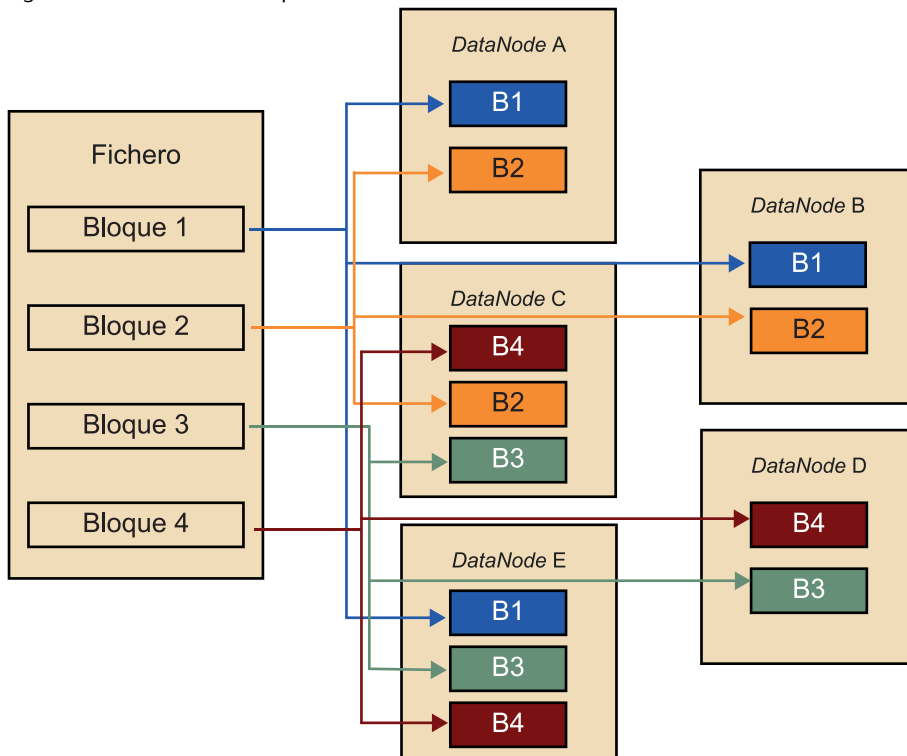 Fichero
Bloque 1
Bloque 2
Bloque 3
Bloque 4
DataNode A
B1
B2
DataNode B
B1
B2
DataNode C
B4
B2
B3
DataNode D
B4
B3
DataNode E
B1
B3
B4